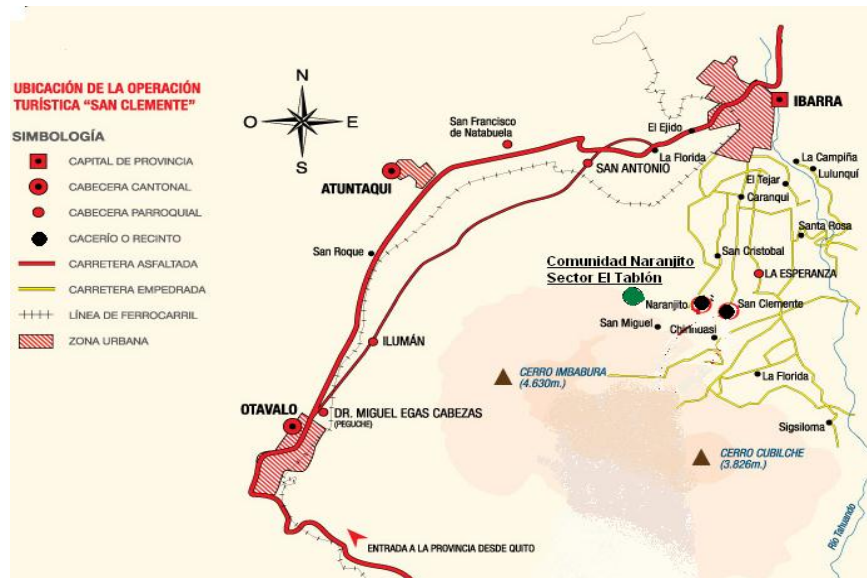 UBICACIÓN DE LA OPERACIÓN
TURÍSTICA “SAN CLEMENTE”
SIMBOLOGÍA
CAPITAL DE PROVINCIA
CABECERA CANTONAL
CABECERA PARROQUIAL
CACERÍO O RECINTO
CARRETERA ASFALTADA
CARRETERA EMPEDRADA
LÍNEA DE FERROCARRIL
ZONA URBANA
N
O
E
S
IBARRA
San Francisco
de Natabuela
El Ejido
La Florida
SAN ANTONIO
ATUNTAQUI
La Campiña
Lulunquí
El Tejar
Caranqui
Santa Rosa
San Roque
San Cristobal
Comunidad Naranjito
Sector El Tablón
LA ESPERANZA
Naranjito
San Clemente
San Miguel
Chirihuasi
ILUMÁN
CERRO IMBABURA
(4.630m.)
La Florida
OTAVALO
DR. MIGUEL EGAS CABEZAS
(PEGUCHE)
Sigsiloma
CERRO CUBILCHE
(3.826m.)
Río Tahuando
ENTRADA A LA PROVINCIA DESDE QUITO